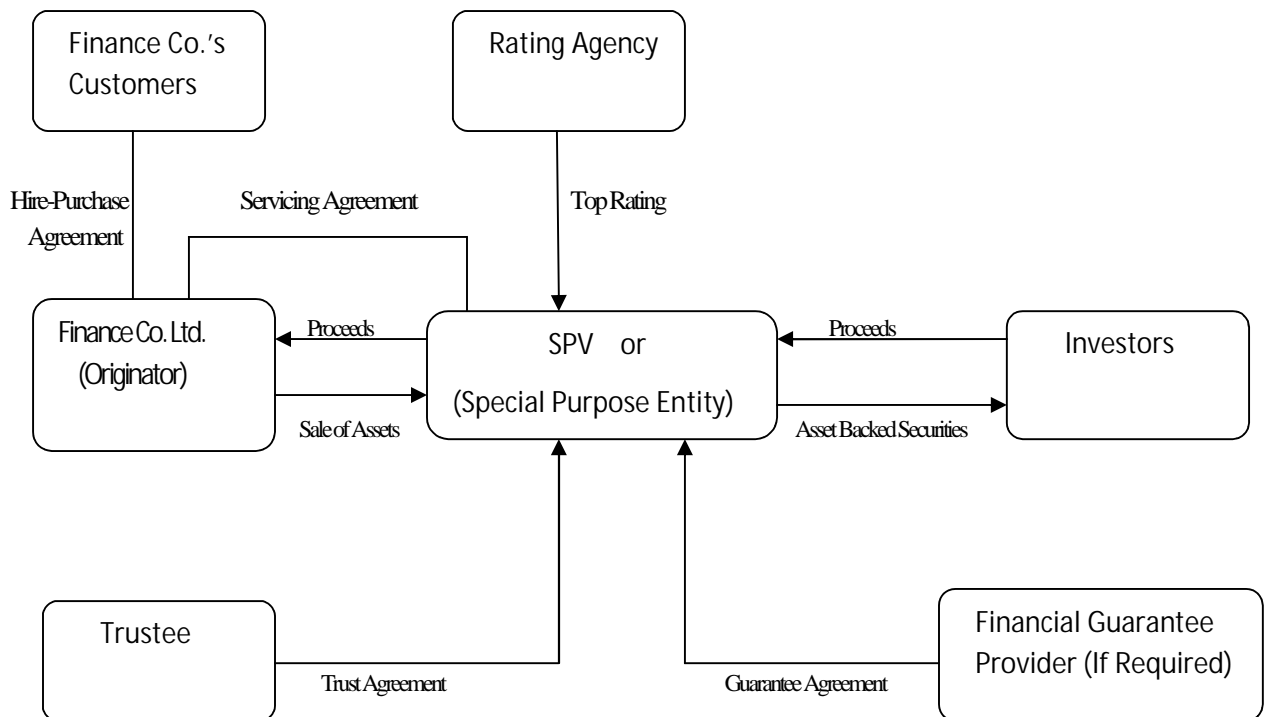 Finance Co.'s
Customers
Rating Agency
Hire-Purchase
Agreement
Servicing Agreement
Top Rating
Finance Co. Ltd.
(Originator)
Proceeds
Sale of Assets
SPV or
(Special Purpose Entity)
Proceeds
Asset Backed Securities
Investors
Trustee
Trust Agreement
Guarantee Agreement
Financial Guarantee
Provider (If Required)